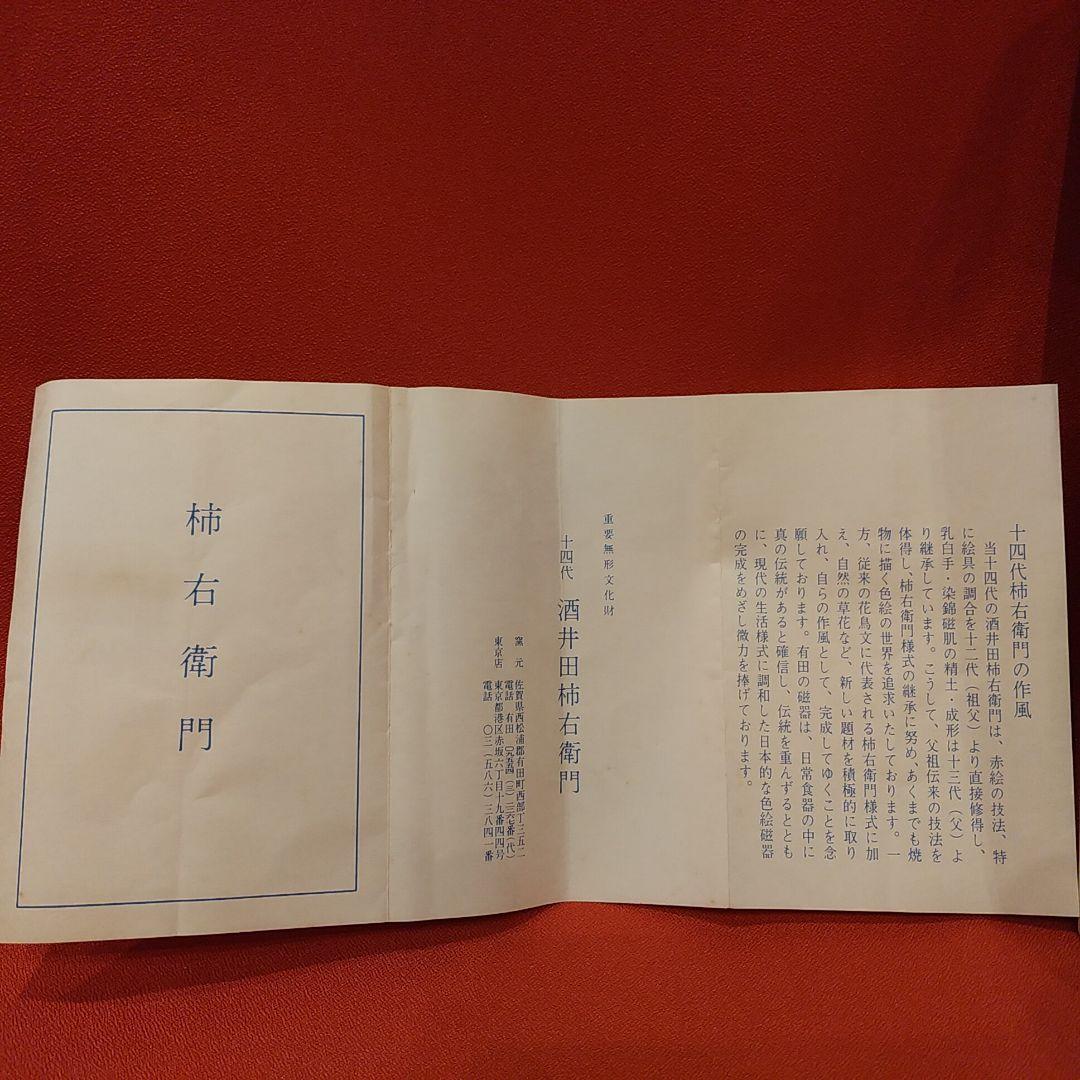 十四代柿右衛門の作風
当十四代の酒井田柿右衛門は、赤絵の技法、特
に絵具の調合を十二代（祖父）より直接修得し、
乳白手・染錦磁肌の精土・成形は十三代（父）よ
り継承しています。こうして、父祖伝来の技法を
体得し、柿右衛門様式の継承に努め、あくまでも焼
物に描く色絵の世界を追求いたしております。一
方、従来の花鳥文に代表される柿右衛門様式に加
え、自然の草花など、新しい題材を積極的に取り
入れ、自らの作風として、完成してゆくことを念
願しております。有田の磁器は、日常食器の中に
真の伝統があると確信し、伝統を重んずるととも
に、現代の生活様式に調和した日本的な色絵磁器
の完成をめざし微力を捧げております。
重要無形文化財
十四代 酒井田柿右衛門
窯元 佐賀県西松浦郡有田町西部丁三五二
電話 有田
東京店 東京都港区赤坂六丁目十九番四四号
電話 〇三（五八六）三八四一番
柿右衛門